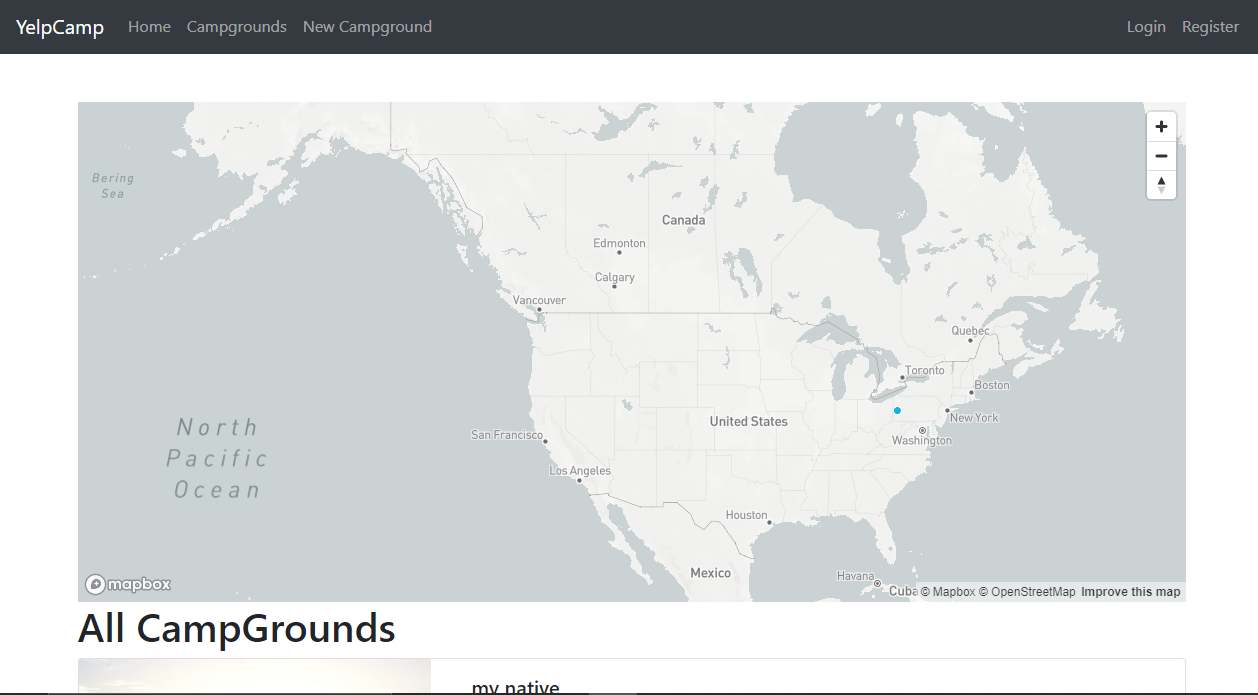 YelpCamp Home Campgrounds New Campground Login Register
Bering
Sea
Canada
Edmonton
Calgary
Vancouver
Quebec
Toronto
Boston
New York
United States
Washington
North
Pacific
Ocean
San Francisco
Los Angeles
Houston
Mexico
Havana
Cuba
mapbox
© Mapbox © OpenStreetMap Improve this map
All CampGrounds
my native